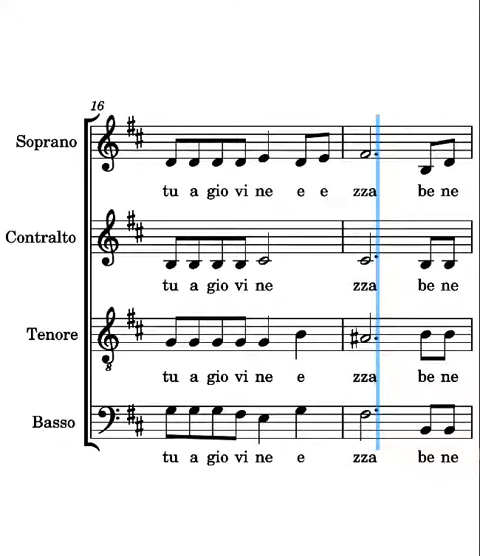 16
Soprano
tu a gio vi ne e e zza be ne
Contralto
tu a gio vi ne zza be ne
Tenore
8
tu a gio vi ne e zza be ne
Basso
tu a gio vi ne e zza be ne